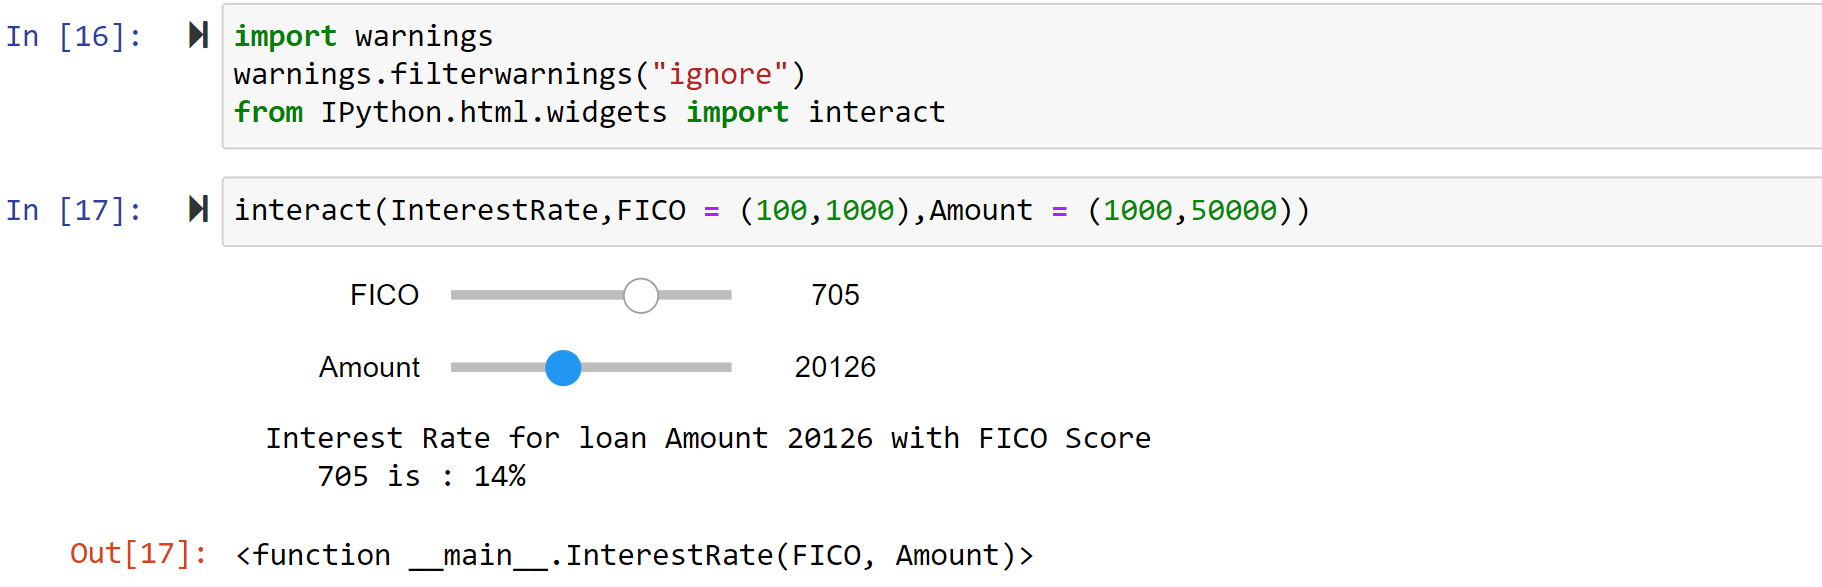 In [16]: import warnings
warnings.filterwarnings("ignore")
from IPython.html.widgets import interact
In [17]: interact(InterestRate,FICO = (100,1000),Amount = (1000,50000))
FICO 705
Amount 20126
Interest Rate for loan Amount 20126 with FICO Score
705 is : 14%
Out[17]: <function __main__.InterestRate(FICO, Amount)>